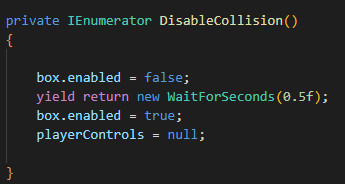 private IEnumerator DisableCollision()
{
box.enabled = false;
yield return new WaitForSeconds(0.5f);
box.enabled = true;
playerControls = null;
}